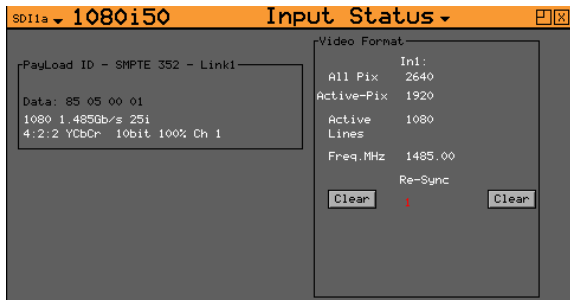 SDI1a 1080i50 Input Status
PayLoad ID - SMPTE 352 - Link1
Data: 85 05 00 01
1080 1.485Gb/s 25i
4:2:2 YCbCr 10bit 100% Ch 1
Video Format
In1:
All Pix 2640
Active-Pix 1920
Active 1080
Lines
Freq.MHz 1485.00
Re-Sync
Clear 1 Clear